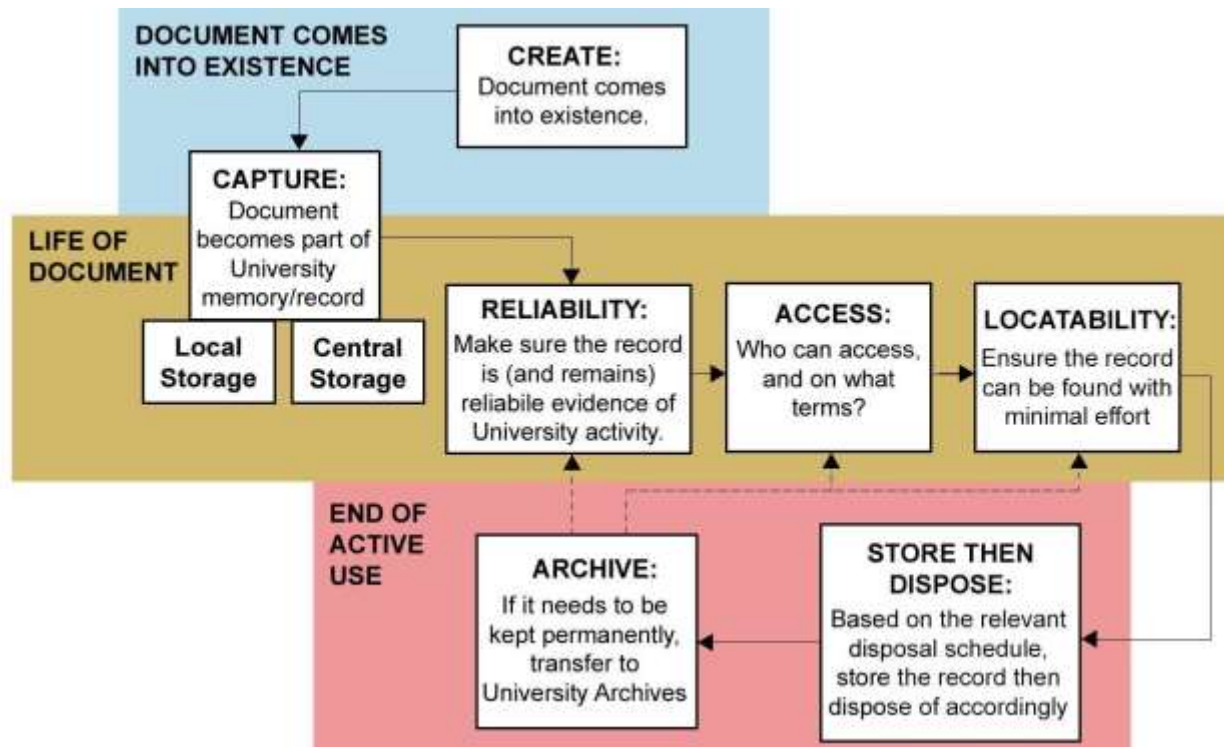 DOCUMENT COMES
INTO EXISTENCE
CREATE:
Document comes
into existence.
CAPTURE:
Document
becomes part of
University
memory/record
Local
Storage
Central
Storage
LIFE OF
DOCUMENT
RELIABILITY:
Make sure the record
is (and remains)
reliabile evidence of
University activity.
ACCESS:
Who can access,
and on what
terms?
LOCATABILITY:
Ensure the record
can be found with
minimal effort
END OF
ACTIVE
USE
ARCHIVE:
If it needs to be
kept permanently,
transfer to
University Archives
STORE THEN
DISPOSE:
Based on the relevant
disposal schedule,
store the record then
dispose of accordingly